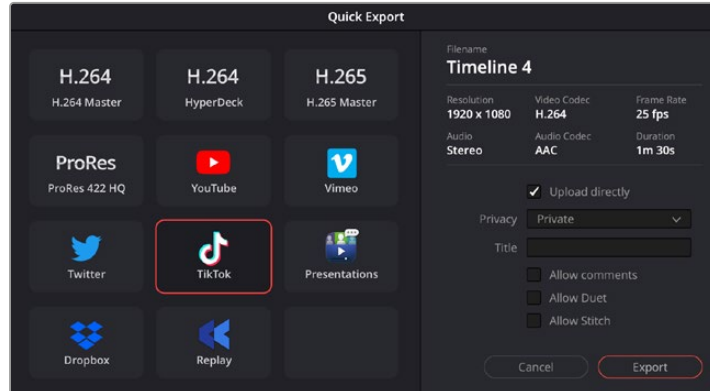 Quick Export
H.264
H.264 Master
H.264
HyperDeck
H.265
H.265 Master
ProRes
ProRes 422 HQ
YouTube
Vimeo
Twitter
TikTok
Presentations
Dropbox
Replay
Filename
Timeline 4
Resolution Video Codec Frame Rate
1920 x 1080 H.264 25 fps
Audio Audio Codec Duration
Stereo AAC 1m 30s
Upload directly
Privacy Private
Title
Allow comments
Allow Duet
Allow Stitch
Cancel Export